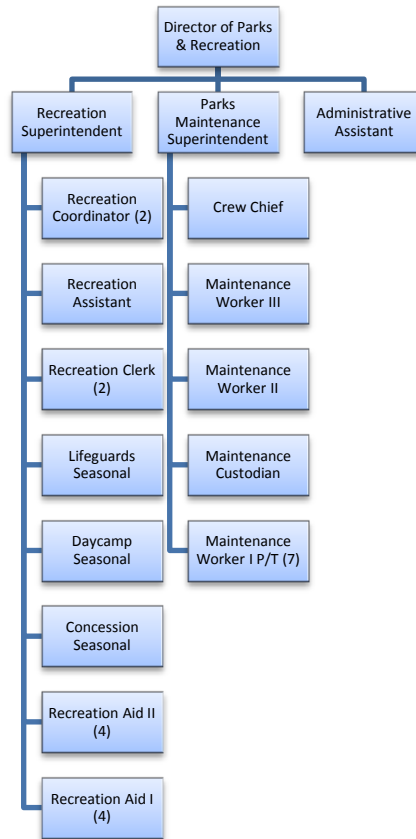 Director of Parks
& Recreation
Recreation
Superintendent
Parks
Maintenance
Superintendent
Administrative
Assistant
Recreation
Coordinator (2)
Recreation
Assistant
Recreation Clerk
(2)
Lifeguards
Seasonal
Daycamp
Seasonal
Concession
Seasonal
Recreation Aid II
(4)
Recreation Aid I
(4)
Crew Chief
Maintenance
Worker III
Maintenance
Worker II
Maintenance
Custodian
Maintenance
Worker I P/T (7)